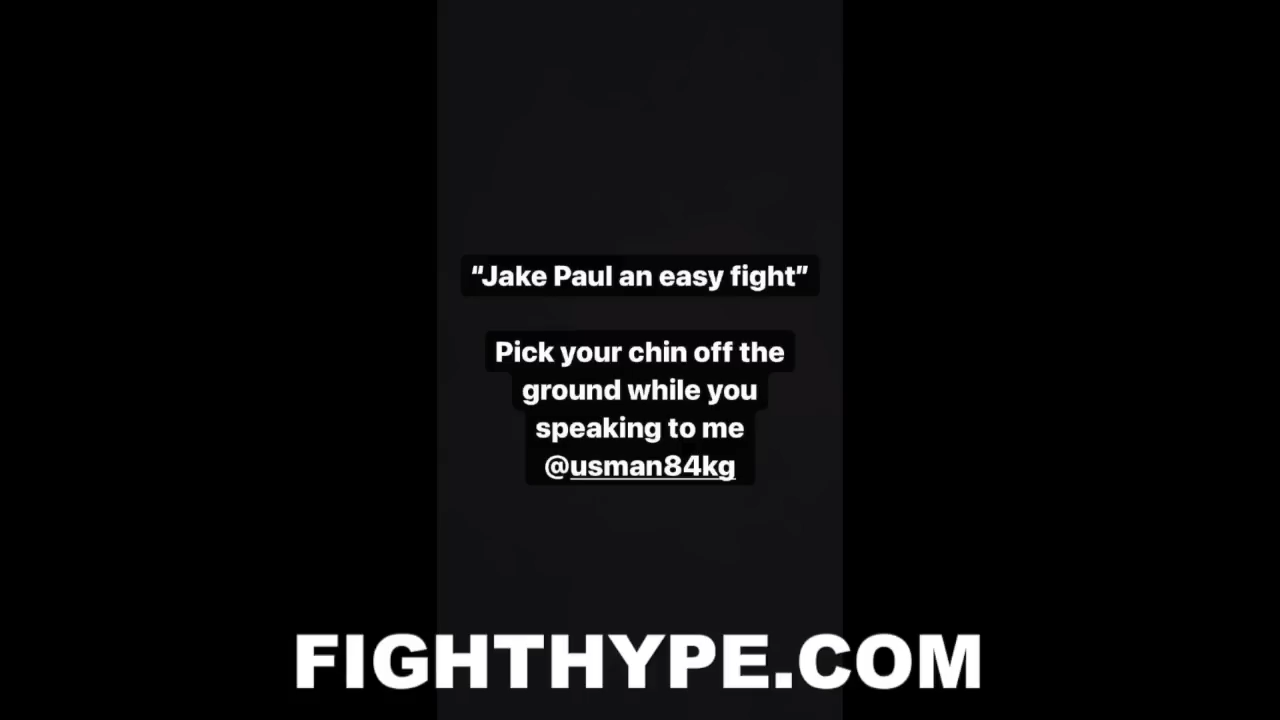 “Jake Paul an easy fight”
Pick your chin off the
ground while you
speaking to me
@usman84kg
FIGHTHYPE.COM